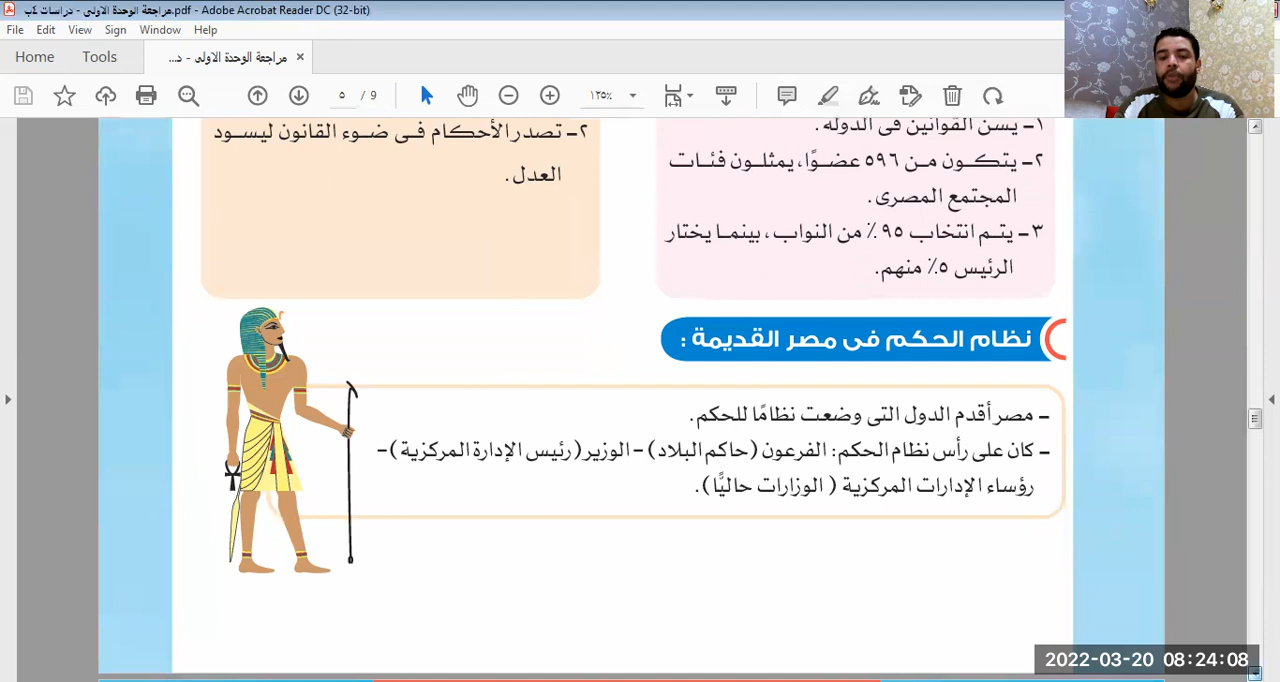 مراجعة الوحدة الاولى - دراسات ٤ب.pdf - Adobe Acrobat Reader DC (32-bit)
File Edit View Sign Window Help
Home Tools مراجعة الوحدة الاولى - د...
٥ / 9 ١٢٥%
١- يسن القوانين فى الدولة.
٢- يتكون من ٥٩٦ عضوًا، يمثلون فئات
المجتمع المصرى.
٣- يتم انتخاب ٩٥٪ من النواب، بينما يختار
الرئيس ٥٪ منهم.
٢- تصدر الأحكام فى ضوء القانون ليسود
العدل.
نظام الحكم فى مصر القديمة :
- مصر أقدم الدول التى وضعت نظامًا للحكم.
- كان على رأس نظام الحكم: الفرعون (حاكم البلاد) - الوزير (رئيس الإدارة المركزية) -
رؤساء الإدارات المركزية ( الوزارات حاليًّا).
2022-03-20 08:24:08